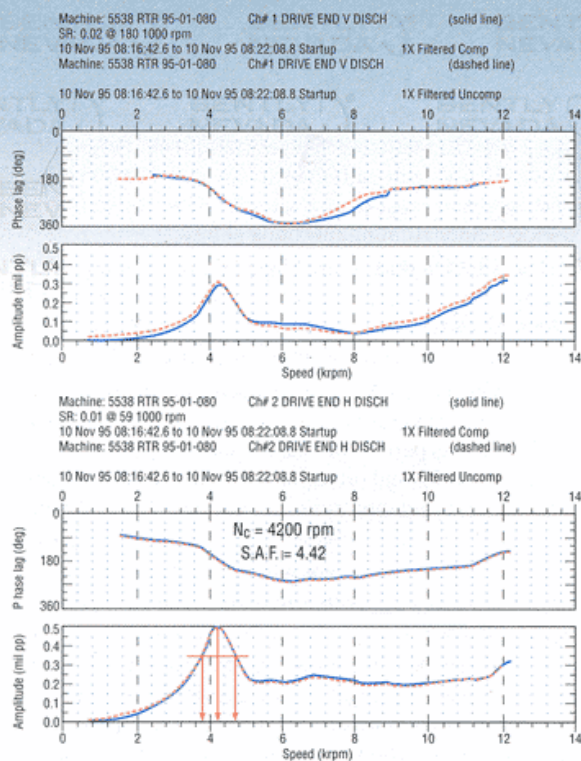 Machine: 5538 RTR 95-01-080 Ch# 1 DRIVE END V DISCH (solid line)
SR: 0.02 @ 180 1000 rpm
10 Nov 95 08:16:42.6 to 10 Nov 95 08:22:08.8 Startup 1X Filtered Comp
Machine: 5538 RTR 95-01-080 Ch#1 DRIVE END V DISCH (dashed line)
10 Nov 95 08:16:42.6 to 10 Nov 95 08:22:08.8 Startup 1X Filtered Uncomp
0 2 4 6 8 10 12 14
Phase lag (deg)
0
180
360
Amplitude (mil pp)
0.5
0.4
0.3
0.2
0.1
0.0
0 2 4 6 8 10 12 14
Speed (krpm)
Machine: 5538 RTR 95-01-080 Ch# 2 DRIVE END H DISCH (solid line)
SR: 0.01 @ 59 1000 rpm
10 Nov 95 08:16:42.6 to 10 Nov 95 08:22:08.8 Startup 1X Filtered Comp
Machine: 5538 RTR 95-01-080 Ch#2 DRIVE END H DISCH (dashed line)
10 Nov 95 08:16:42.6 to 10 Nov 95 08:22:08.8 Startup 1X Filtered Uncomp
0 2 4 6 8 10 12 14
P hase lag (deg)
0
180
360
Nc = 4200 rpm
S.A.F. = 4.42
Amplitude (mil pp)
0.5
0.4
0.3
0.2
0.1
0.0
0 2 4 6 8 10 12 14
Speed (krpm)